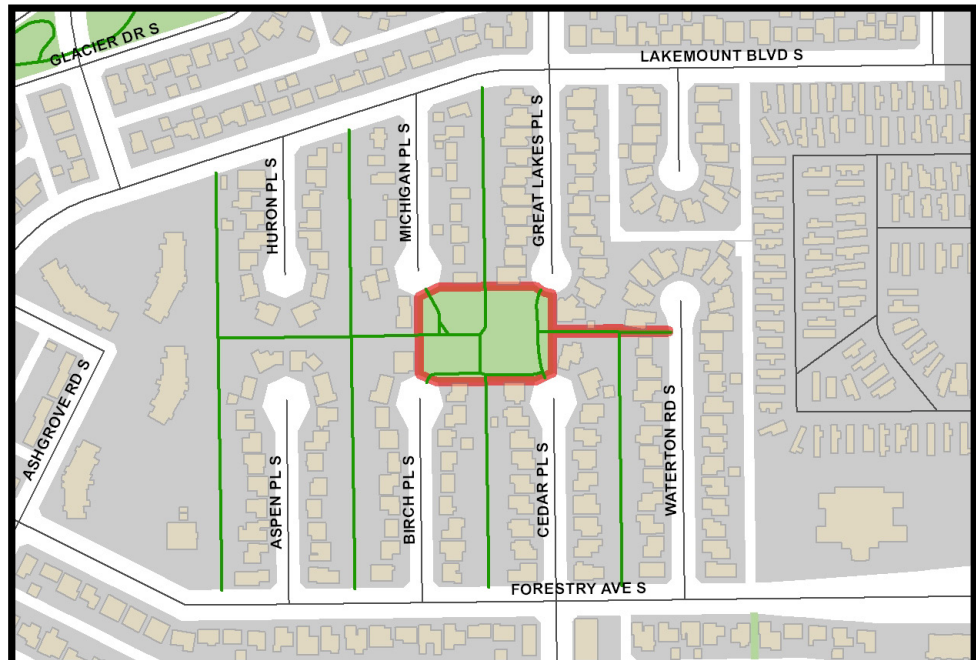 GLACIER DR S
LAKEMOUNT BLVD S
HURON PL S
MICHIGAN PL S
GREAT LAKES PL S
ASHGROVE RD S
ASPEN PL S
BIRCH PL S
CEDAR PL S
WATERTON RD S
FORESTRY AVE S